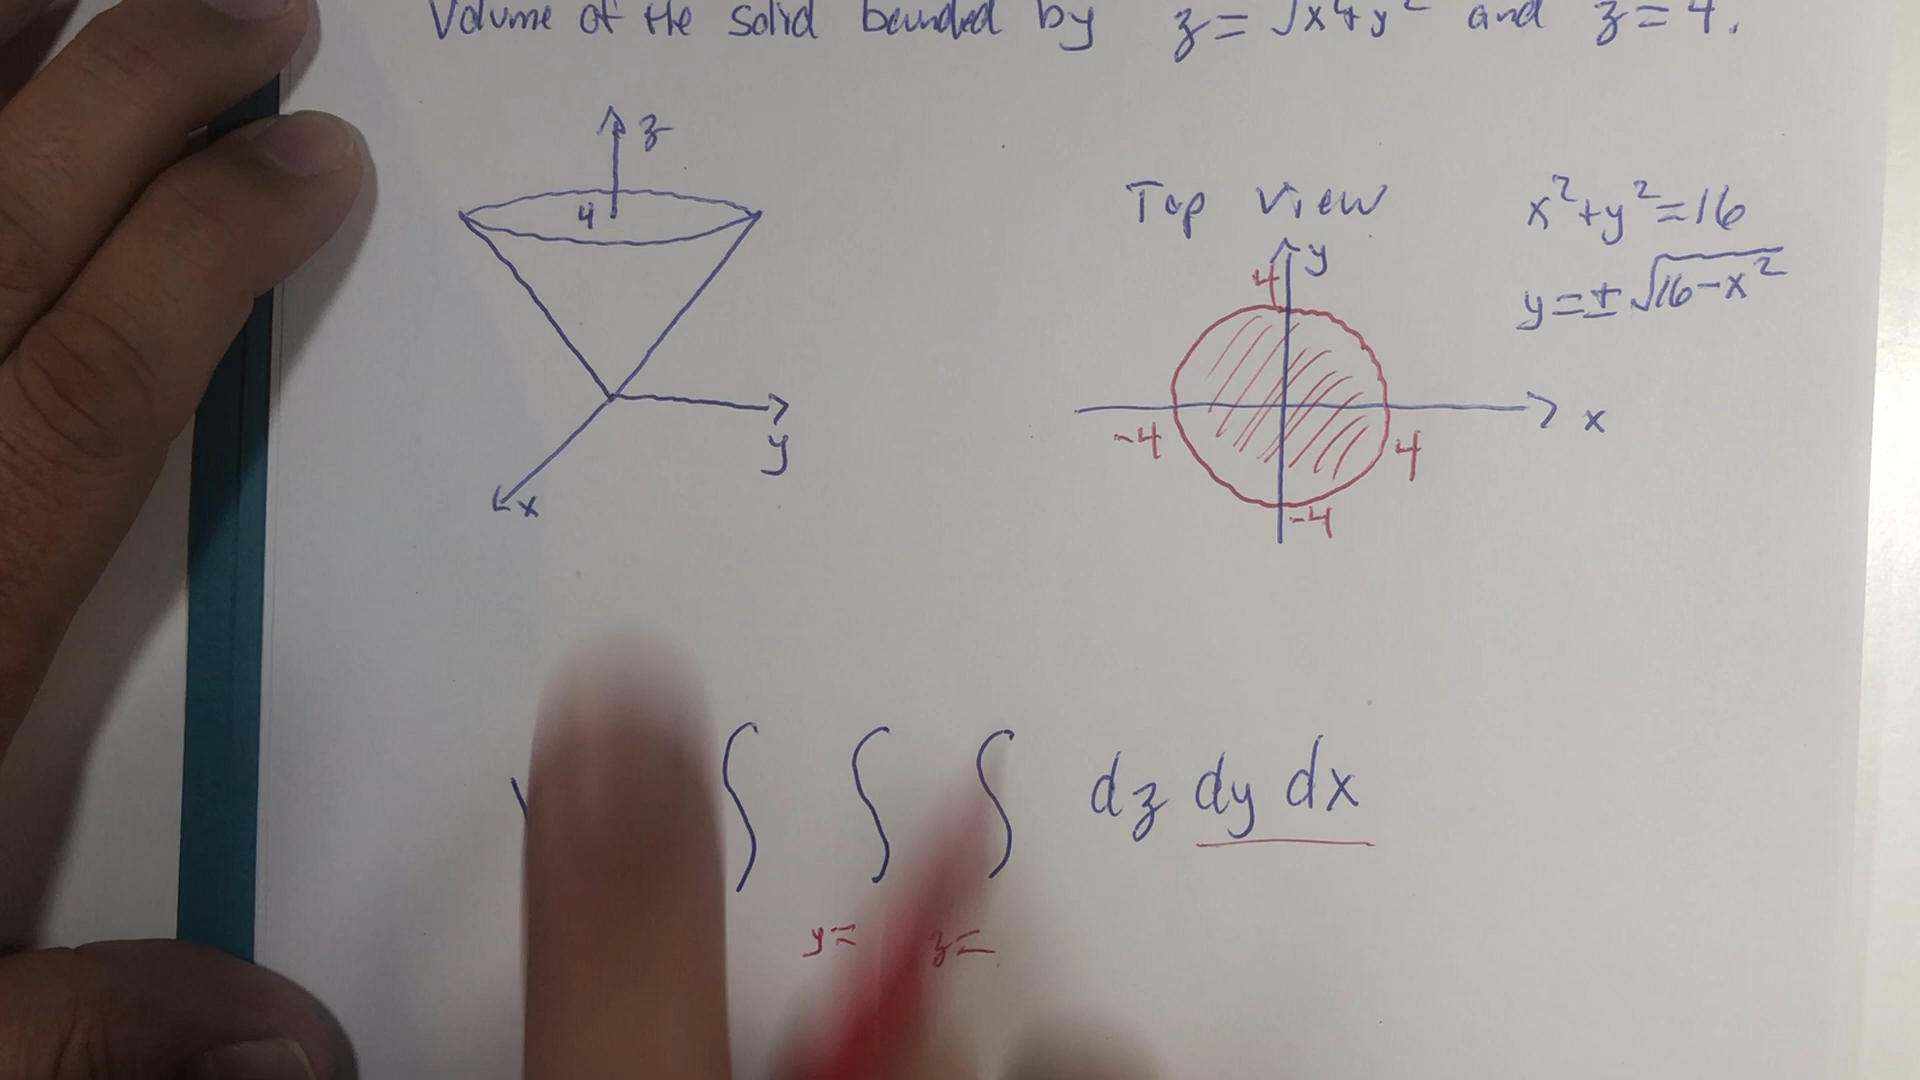 Volume of the solid bounded by z = √x²+y² and z = 4.
z
4
y
x
Top View
x²+y²=16
y=±√16-x²
y
4
x
-4
4
-4
∫ ∫ ∫ dz dy dx
y= z=